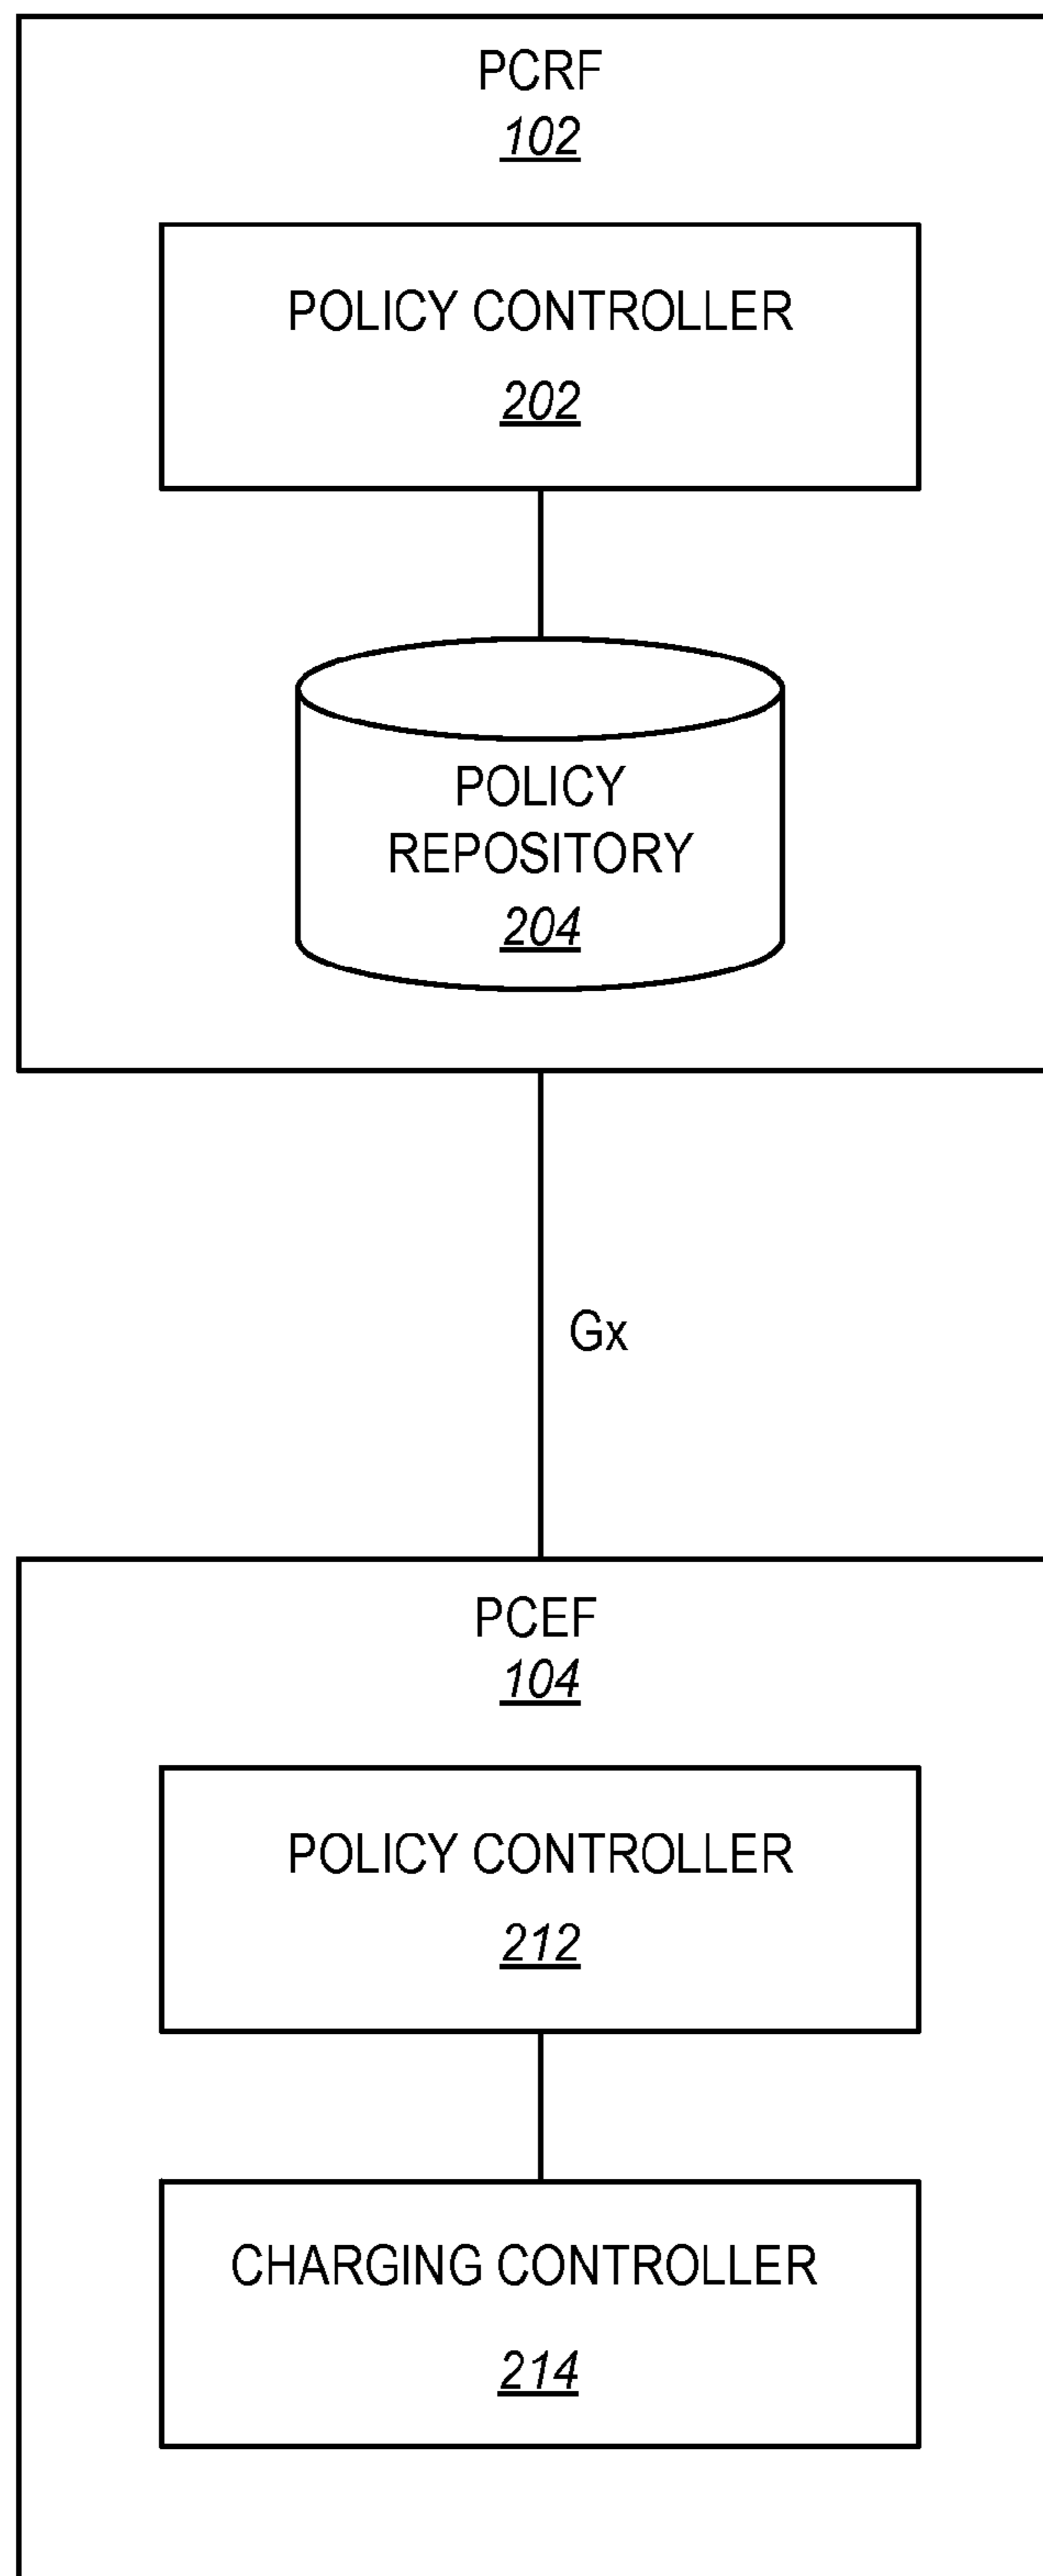 PCRF
102
POLICY CONTROLLER
202
POLICY
REPOSITORY
204
Gx
PCEF
104
POLICY CONTROLLER
212
CHARGING CONTROLLER
214